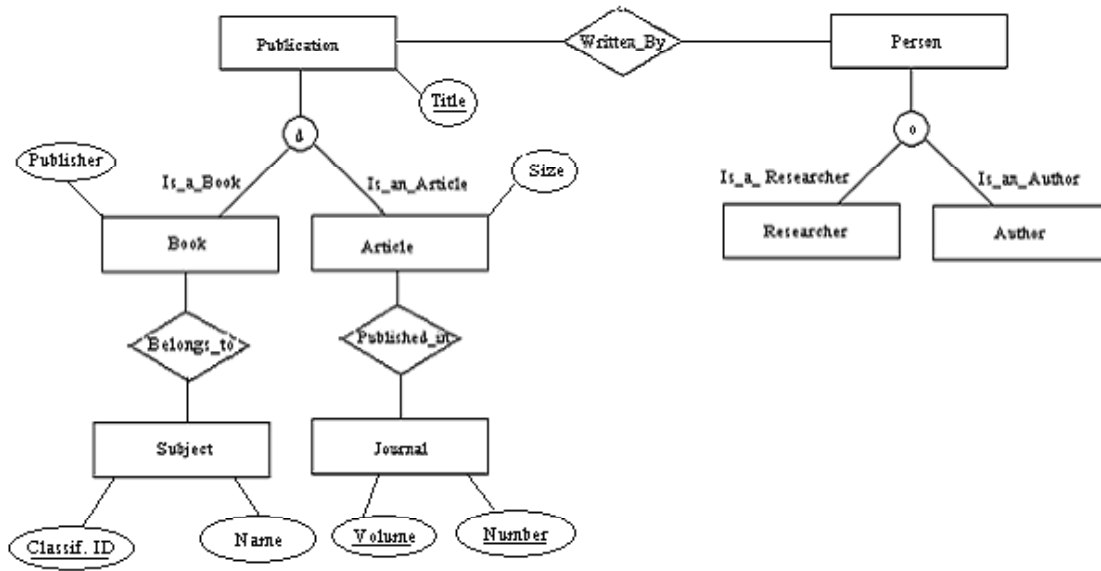 Publication
Written_By
Person
Title
d
o
Publisher
Size
Is_a_Book
Is_an_Article
Is_a_ Researcher
Is_an_Author
Book
Article
Researcher
Author
Belongs_to
Published_in
Subject
Journal
Classif. ID
Name
Volume
Number